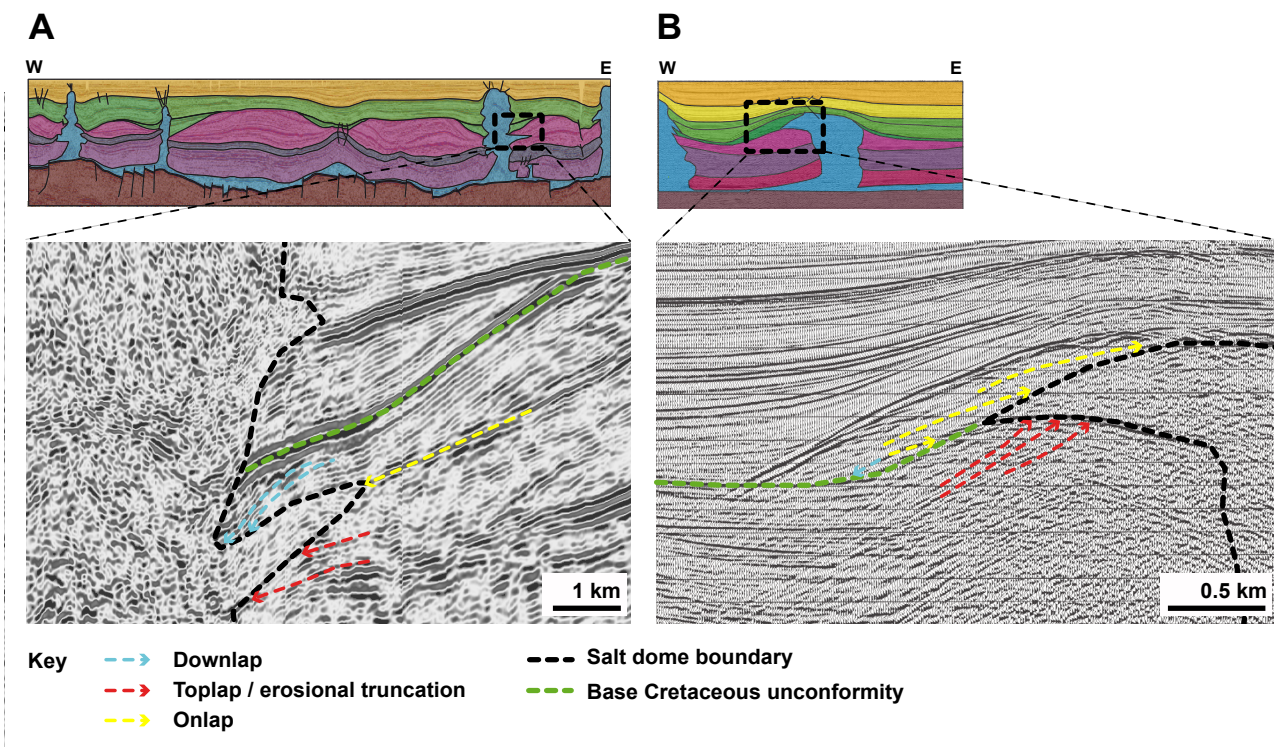 A
B
W
E
W
E
1 km
0.5 km
Key
Downlap
Salt dome boundary
Toplap / erosional truncation
Base Cretaceous unconformity
Onlap